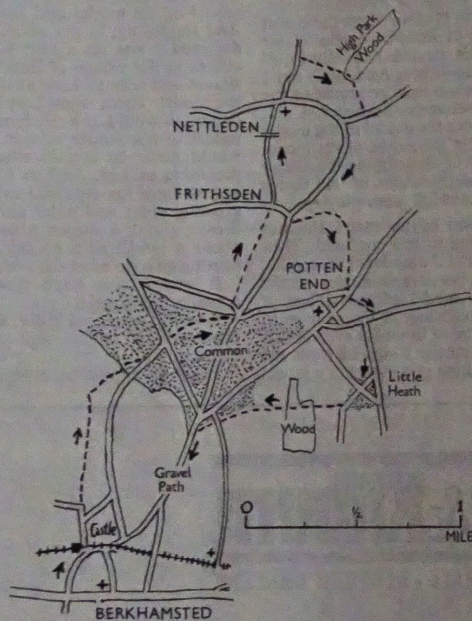 High Park
Wood
NETTLEDEN
FRITHSDEN
POTTEN
END
Common
Little
Heath
Wood
Gravel
Path
0 ½ 1
MILE
Castle
BERKHAMSTED